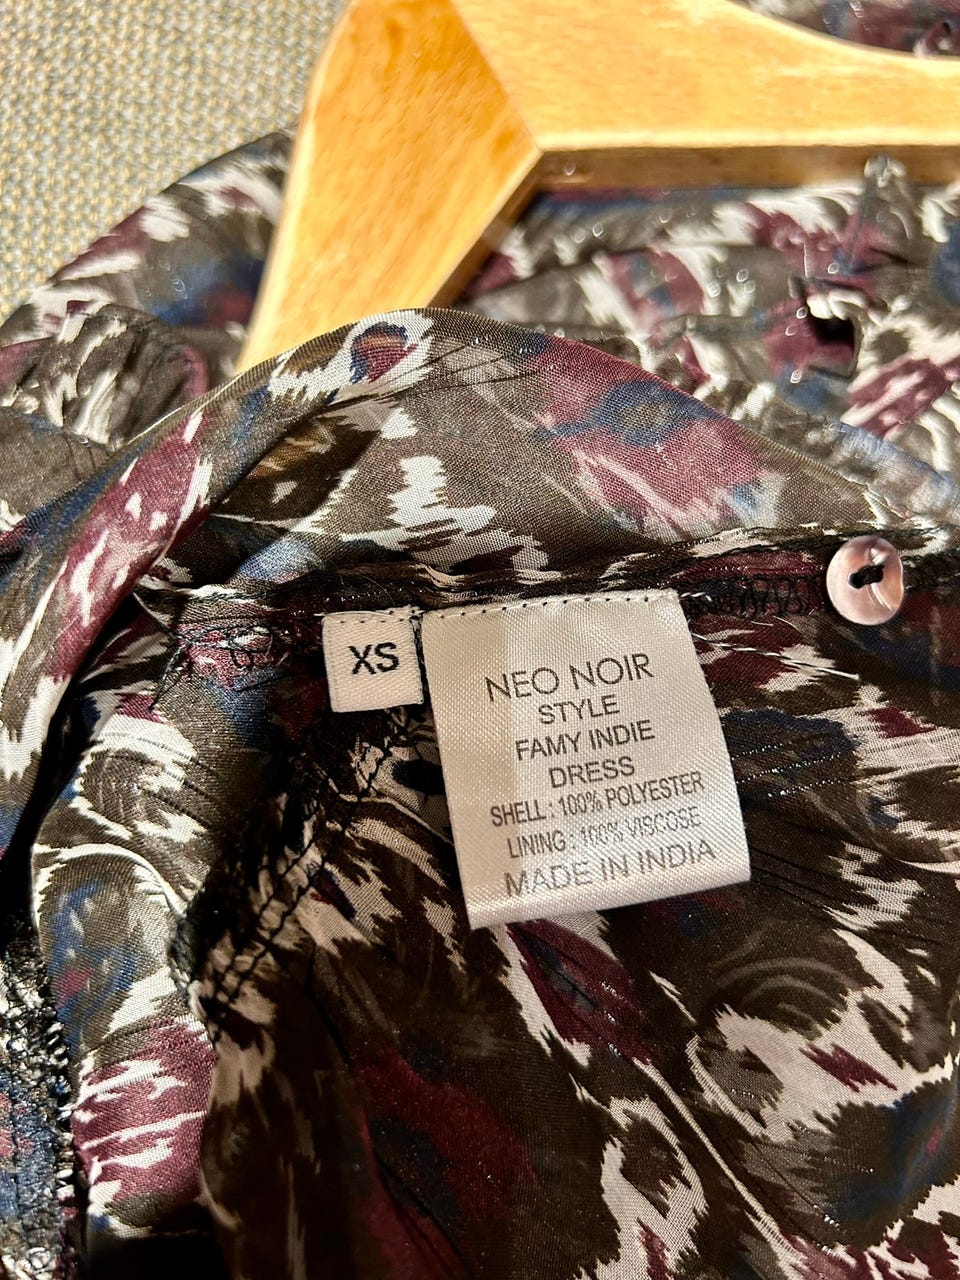 XS
NEO NOIR
STYLE
FAMY INDIE
DRESS
SHELL : 100% POLYESTER
LINING : 100% VISCOSE
MADE IN INDIA